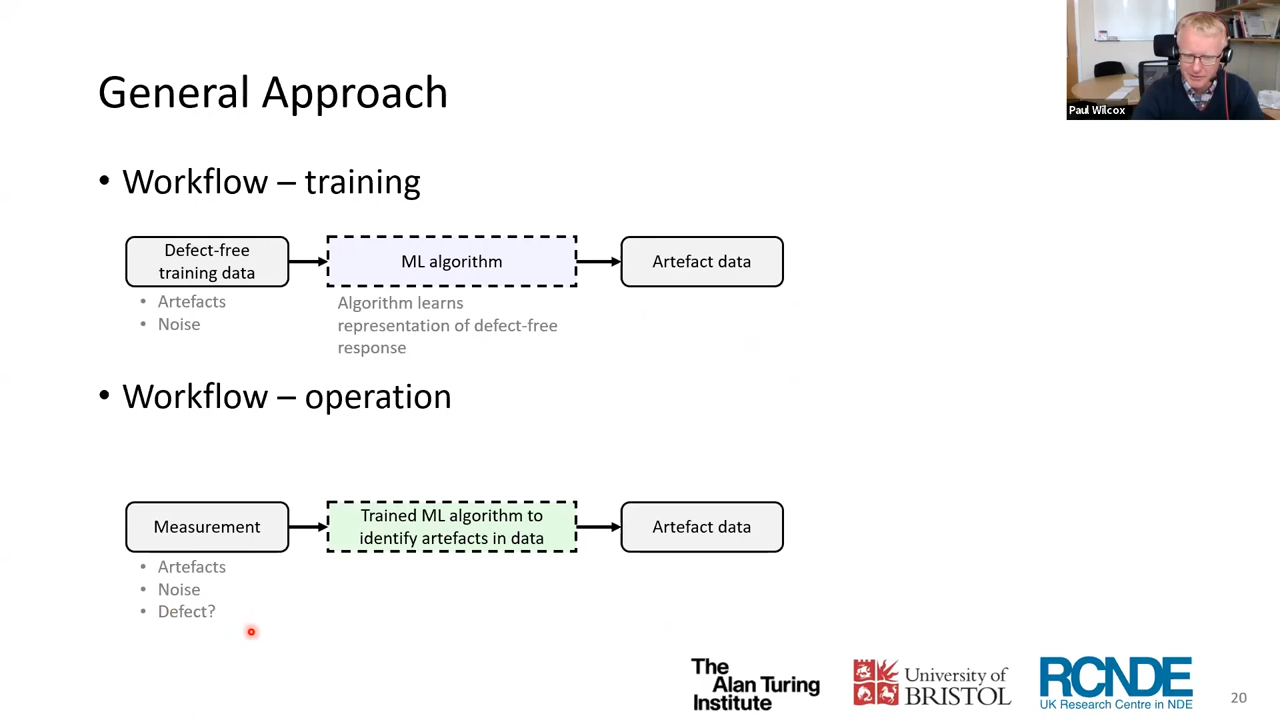 General Approach
Paul Wilcox
• Workflow – training
Defect-free
training data
ML algorithm
Artefact data
• Artefacts
• Noise
Algorithm learns
representation of defect-free
response
• Workflow – operation
Measurement
Trained ML algorithm to
identify artefacts in data
Artefact data
• Artefacts
• Noise
• Defect?
The
Alan Turing
Institute
University of
BRISTOL
RCNDE
UK Research Centre in NDE
20